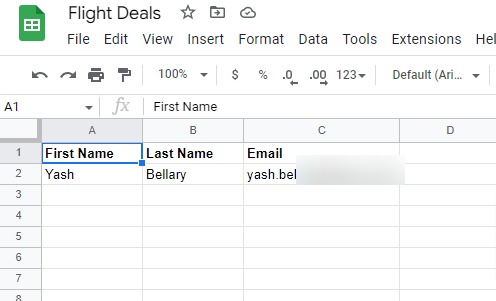 Flight Deals
File Edit View Insert Format Data Tools Extensions Hel
100% $ % .0 .00 123 Default (Ari...
A1 fx First Name
A B C D
1 First Name Last Name Email
2 Yash Bellary yash.bel
3
4
5
6
7
8